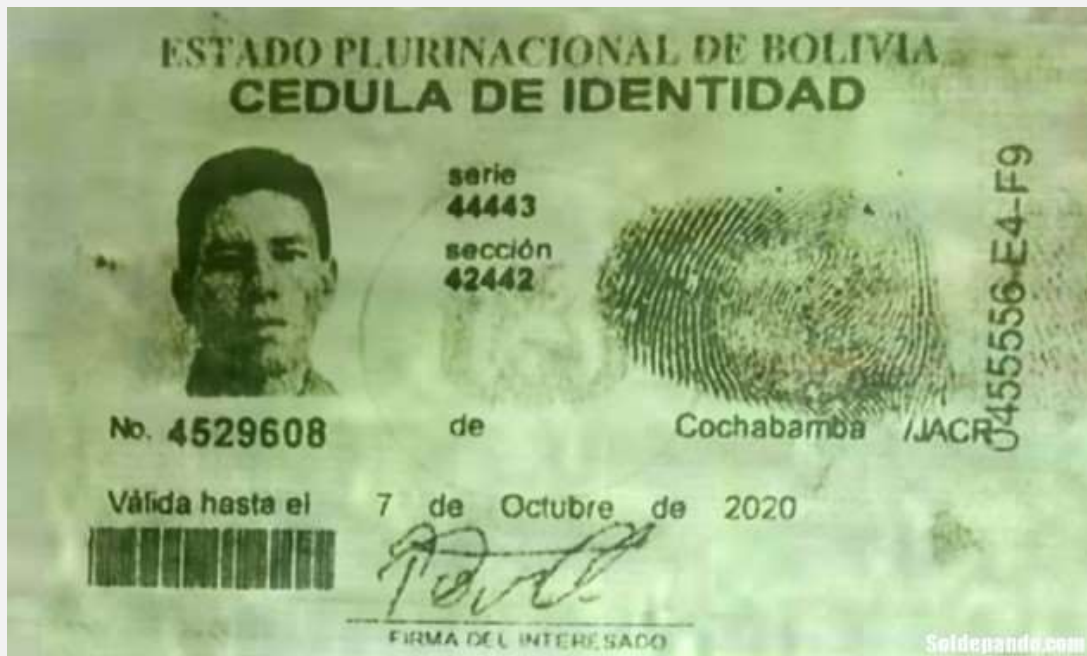 ESTADO PLURINACIONAL DE BOLIVIA
CEDULA DE IDENTIDAD
serie
44443
sección
42442
045556-E4-F9
No. 4529608 de Cochabamba /JACR
Válida hasta el 7 de Octubre de 2020
FIRMA DEL INTERESADO
Soldepando.com